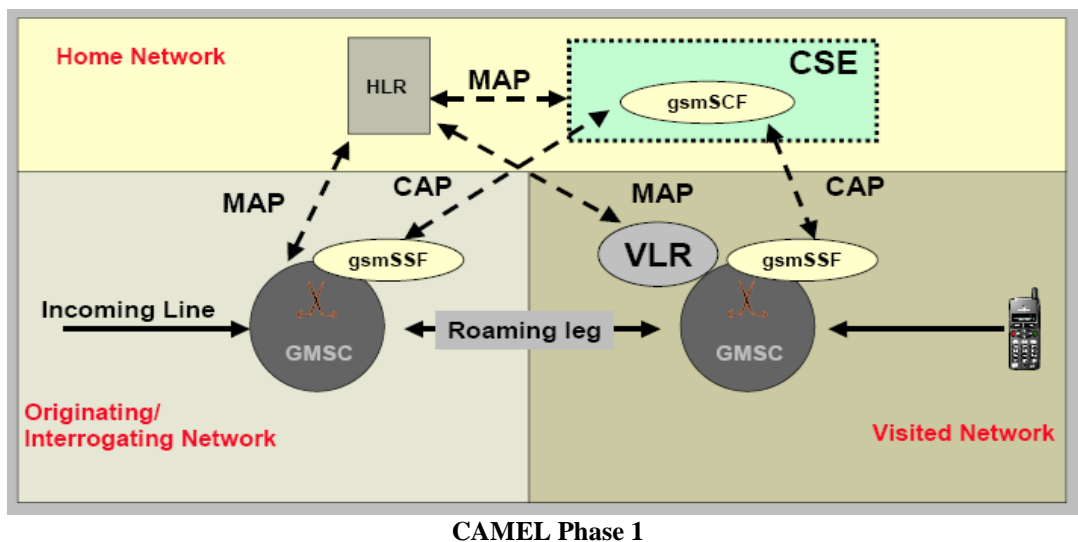 Home Network
HLR
MAP
CSE
gsmSCF
MAP
CAP
MAP
CAP
gsmSSF
VLR
gsmSSF
Incoming Line
GMSC
Roaming leg
GMSC
Originating/
Interrogating Network
Visited Network
CAMEL Phase 1